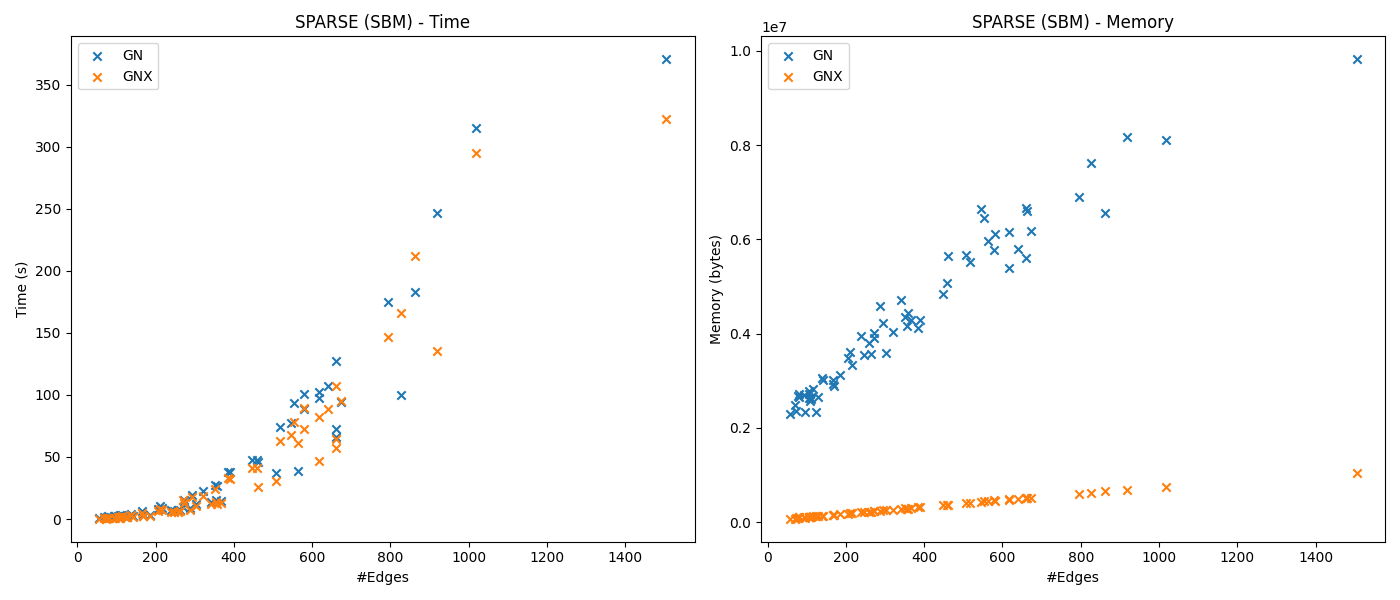 SPARSE (SBM) - Time
GN
GNX
350
300
250
200
150
100
50
0
Time (s)
0 200 400 600 800 1000 1200 1400
#Edges
SPARSE (SBM) - Memory
1e7
GN
GNX
1.0
0.8
0.6
0.4
0.2
0.0
Memory (bytes)
0 200 400 600 800 1000 1200 1400
#Edges